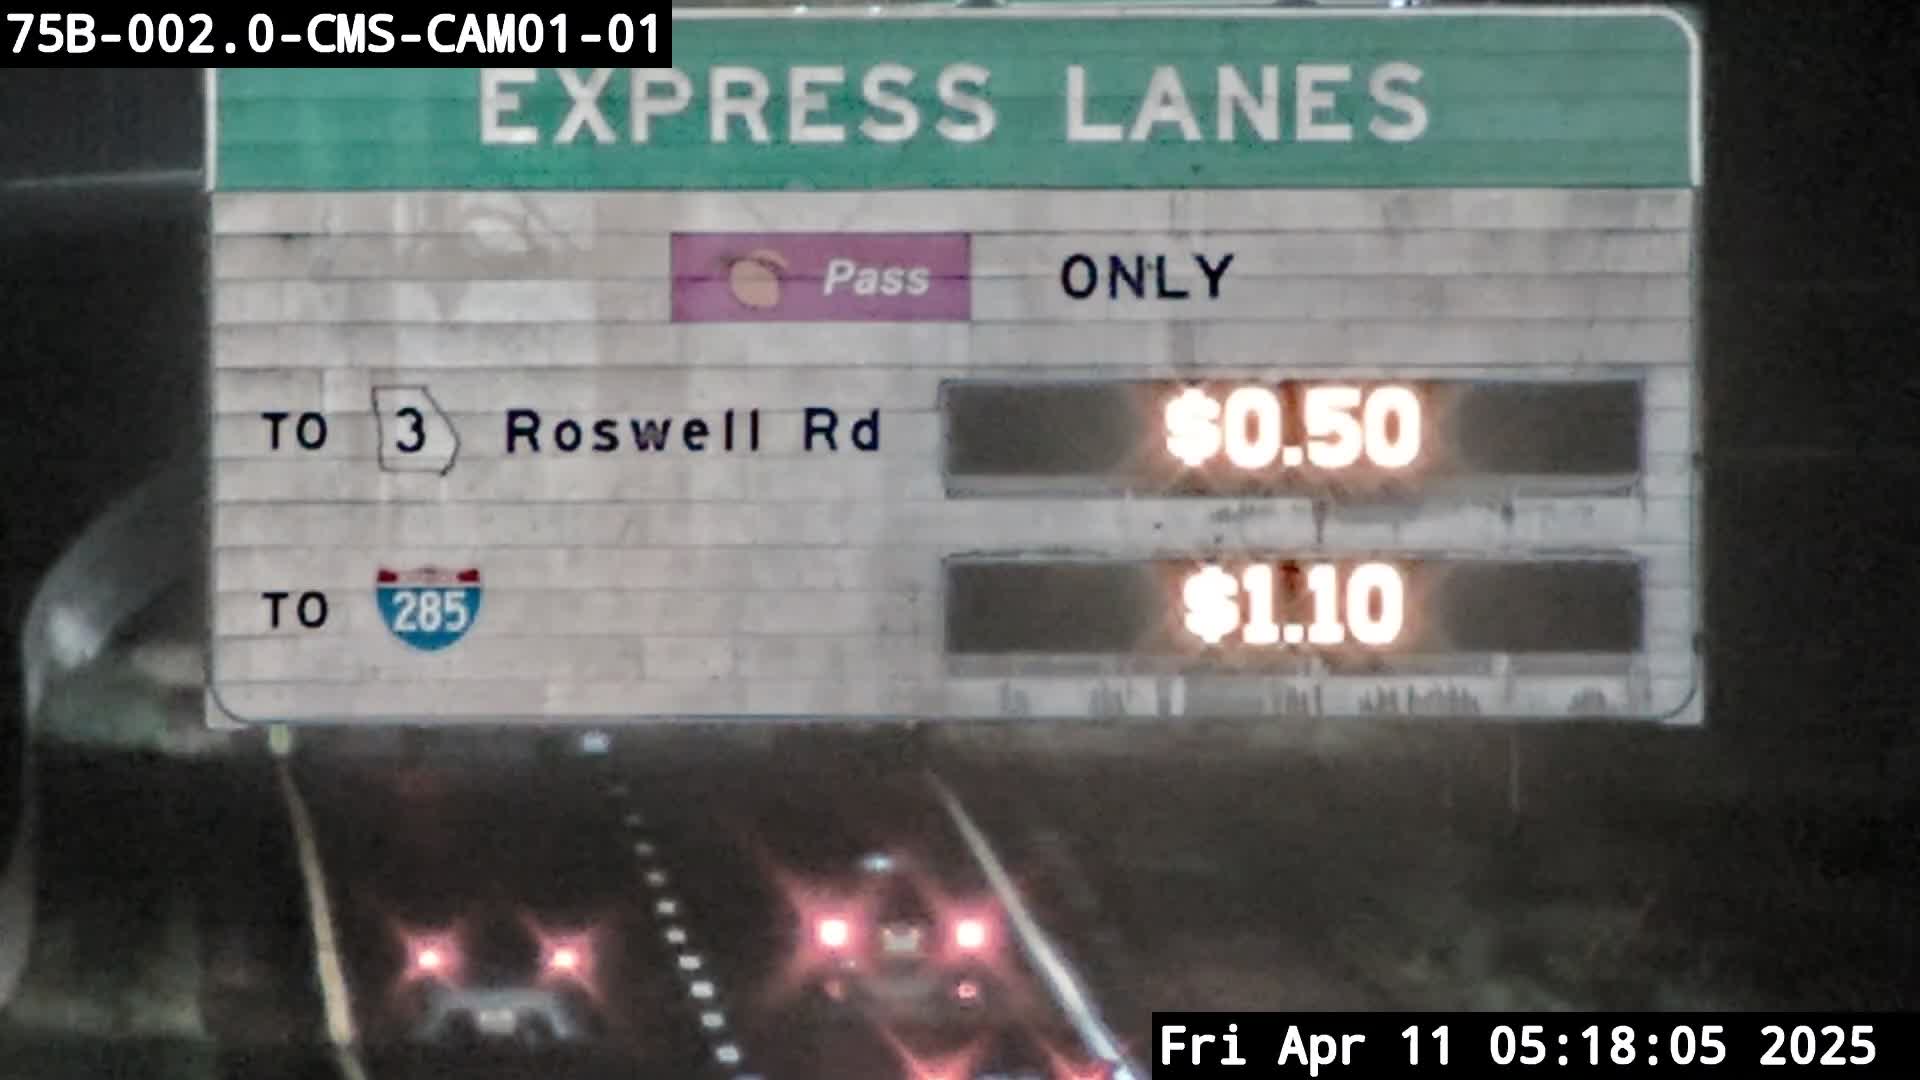 75B-002.0-CMS-CAM01-01
EXPRESS LANES
Pass ONLY
TO 3 Roswell Rd $0.50
TO 285 $1.10
Fri Apr 11 05:18:05 2025